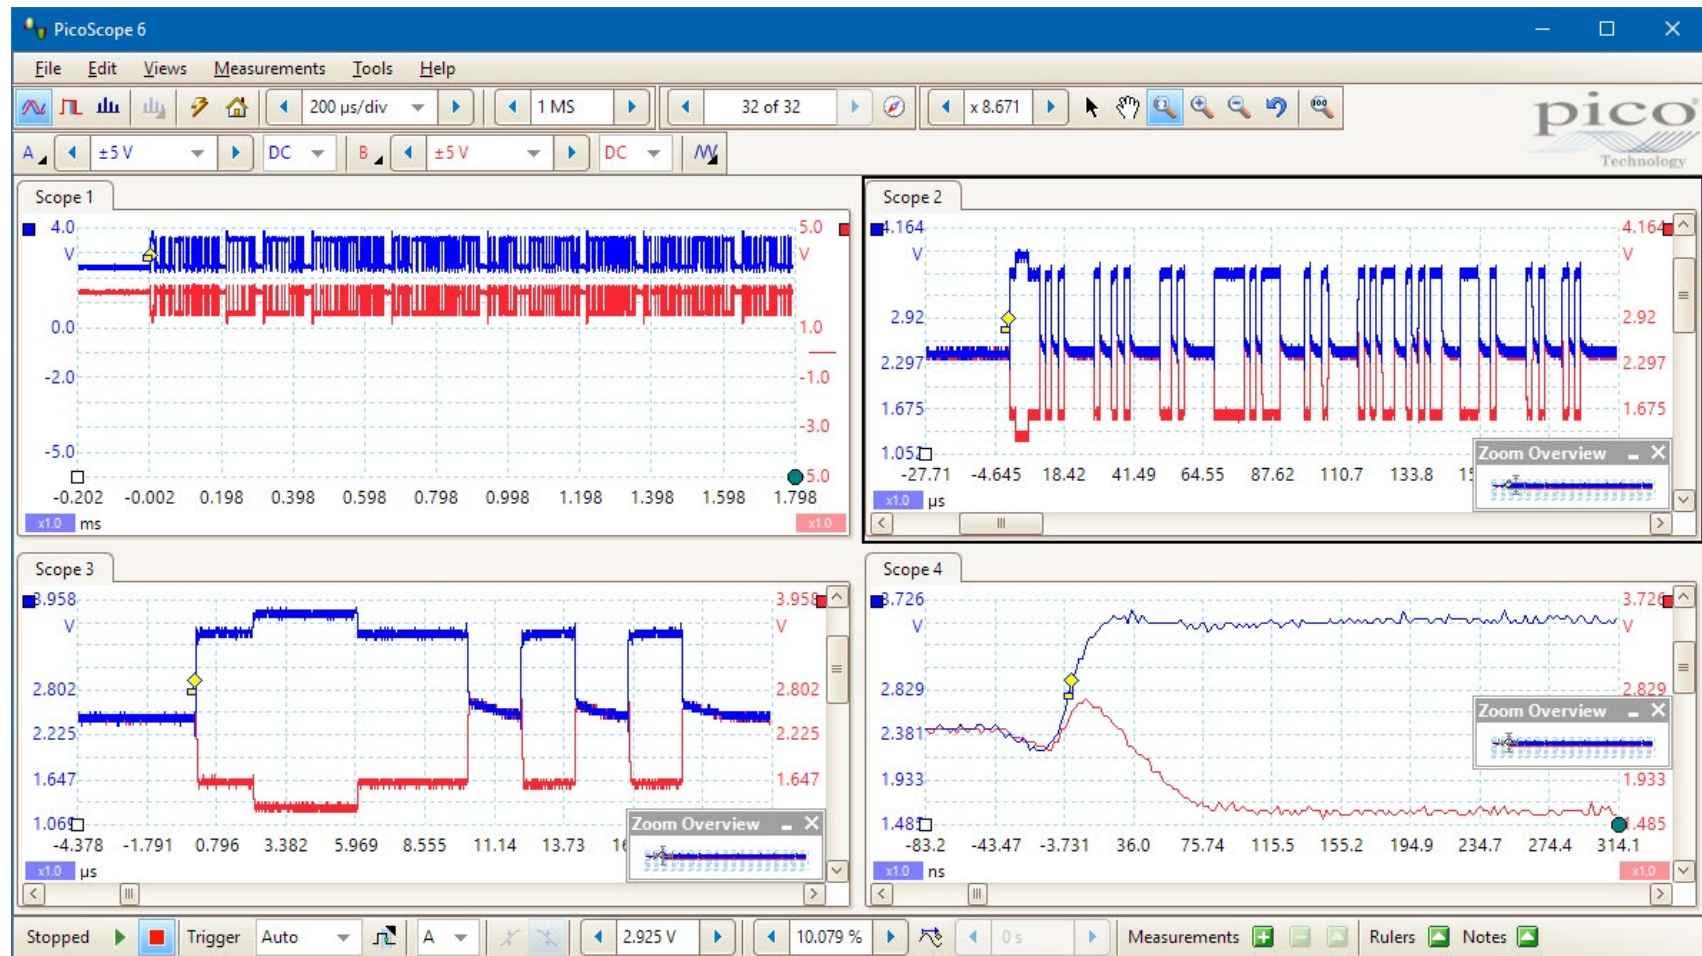 PicoScope 6
File Edit Views Measurements Tools Help
200 µs/div 1 MS 32 of 32 x 8.671
pico
Technology
A ±5 V DC B ±5 V DC
Scope 1
4.0 5.0
V V
0.0 1.0
-2.0 -1.0
-3.0
-5.0
5.0
-0.202 -0.002 0.198 0.398 0.598 0.798 0.998 1.198 1.398 1.598 1.798
x1.0 ms x1.0
Scope 2
4.164 4.164
V V
2.92 2.92
2.297 2.297
1.675 1.675
1.052
Zoom Overview
-27.71 -4.645 18.42 41.49 64.55 87.62 110.7 133.8
x1.0 µs
Scope 3
3.958 3.958
V V
2.802 2.802
2.225 2.225
1.647 1.647
1.069
Zoom Overview
-4.378 -1.791 0.796 3.382 5.969 8.555 11.14 13.73
x1.0 µs
Scope 4
3.726 3.726
V V
2.829 2.829
Zoom Overview
2.381
1.933 1.933
1.485 1.485
-83.2 -43.47 -3.731 36.0 75.74 115.5 155.2 194.9 234.7 274.4 314.1
x1.0 ns x1.0
Stopped Trigger Auto A 2.925 V 10.079 % 0 s Measurements Rulers Notes